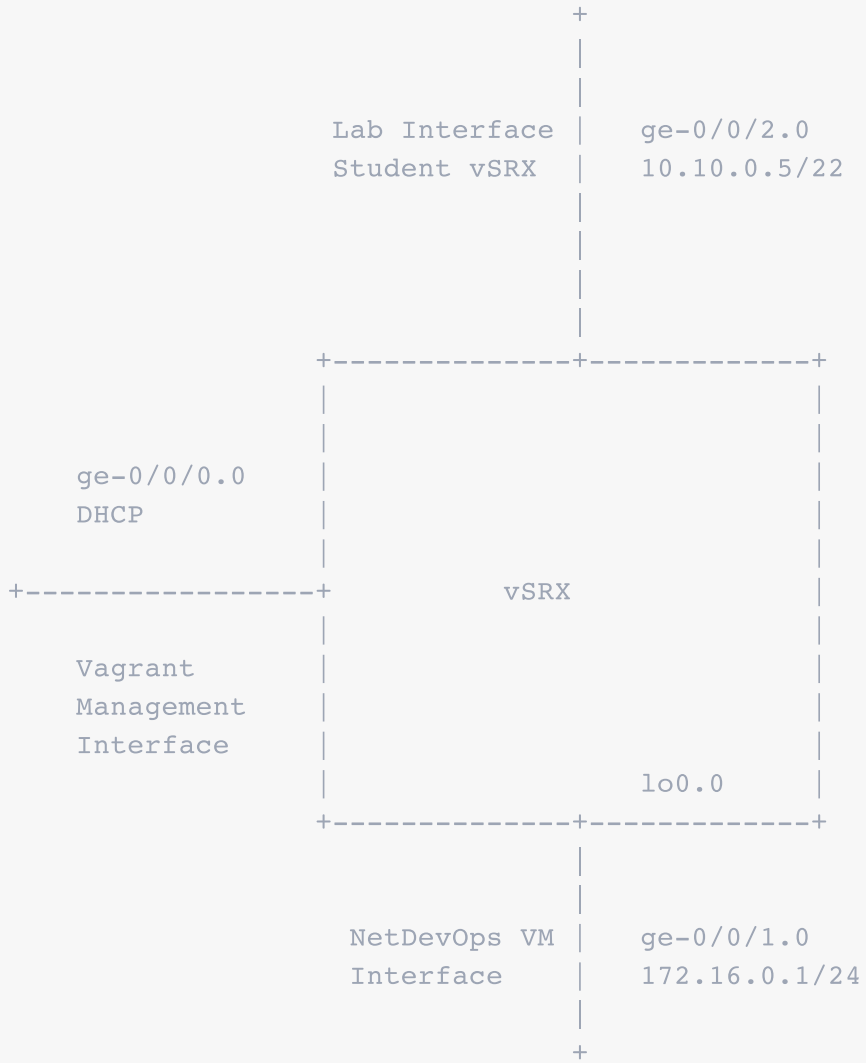 Lab Interface ge-0/0/2.0
Student vSRX 10.10.0.5/22
ge-0/0/0.0
DHCP
vSRX
Vagrant
Management
Interface
lo0.0
NetDevOps VM ge-0/0/1.0
Interface 172.16.0.1/24